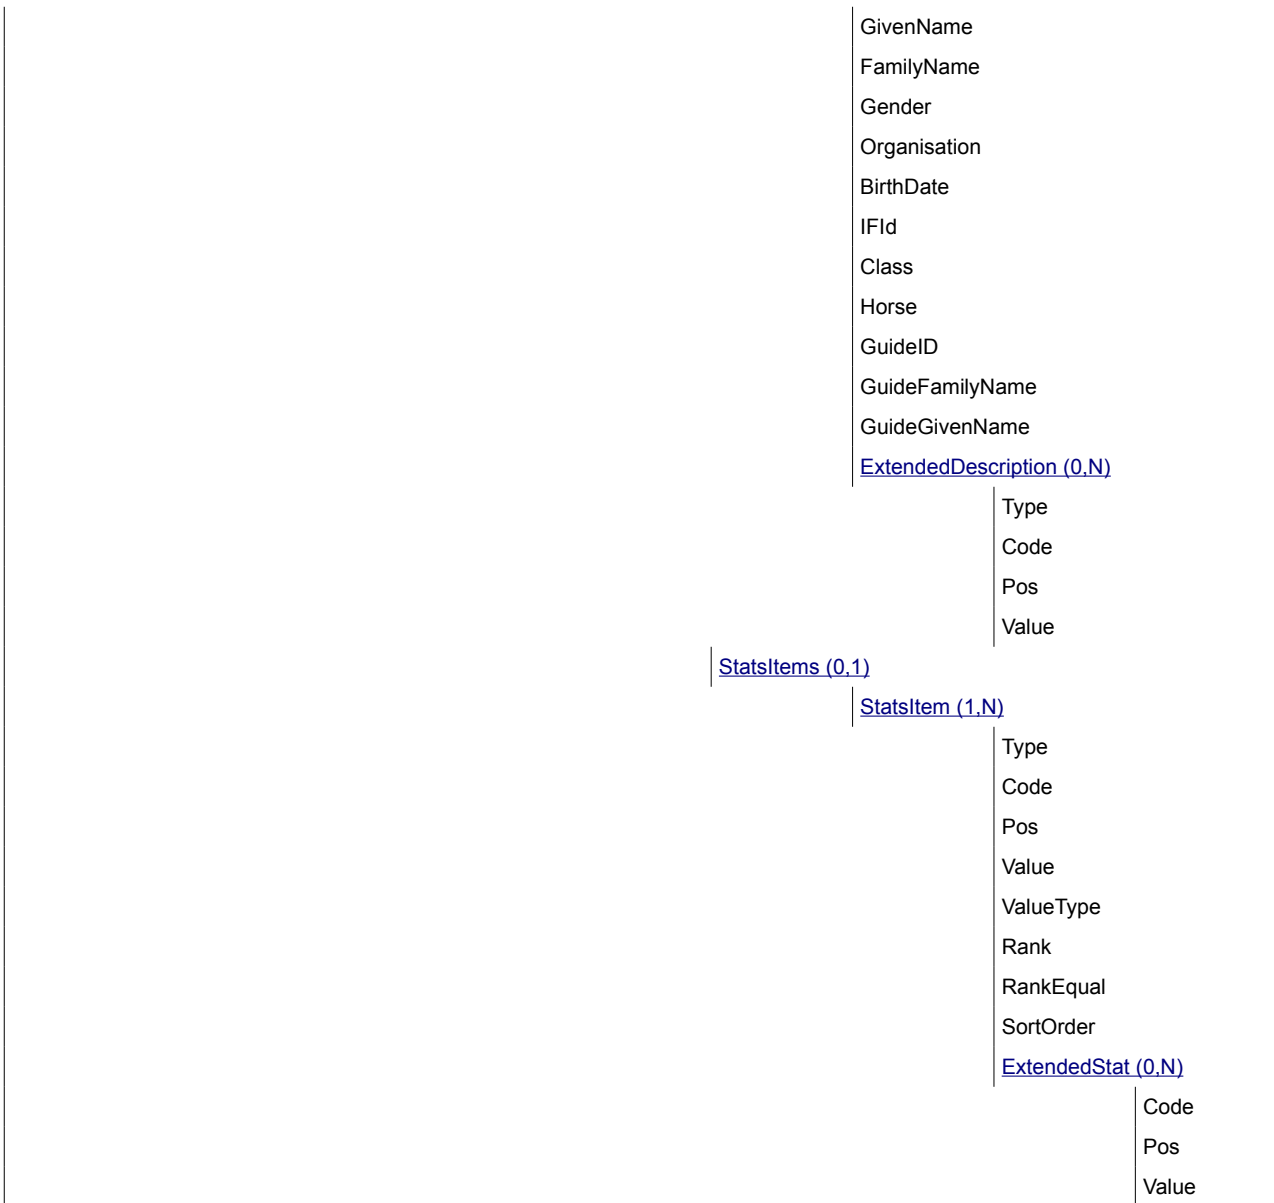 GivenName
FamilyName
Gender
Organisation
BirthDate
IFId
Class
Horse
GuideID
GuideFamilyName
GuideGivenName
ExtendedDescription (0,N)
Type
Code
Pos
Value
StatsItems (0,1)
StatsItem (1,N)
Type
Code
Pos
Value
ValueType
Rank
RankEqual
SortOrder
ExtendedStat (0,N)
Code
Pos
Value